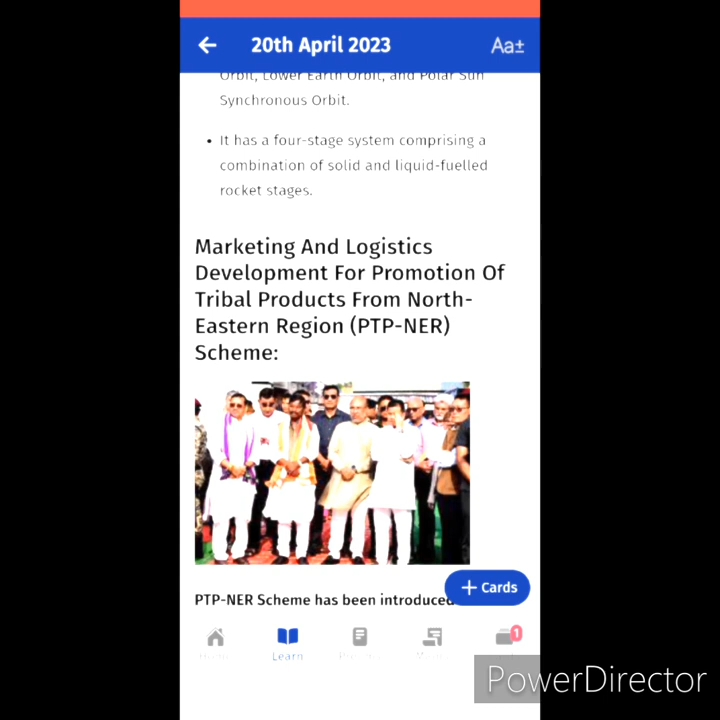 20th April 2023
Aa±
Orbit, Lower Earth Orbit, and Polar Sun
Synchronous Orbit.
• It has a four-stage system comprising a
combination of solid and liquid-fuelled
rocket stages.
Marketing And Logistics
Development For Promotion Of
Tribal Products From North-
Eastern Region (PTP-NER)
Scheme:
+ Cards
PTP-NER Scheme has been introduced
1
Learn
PowerDirector